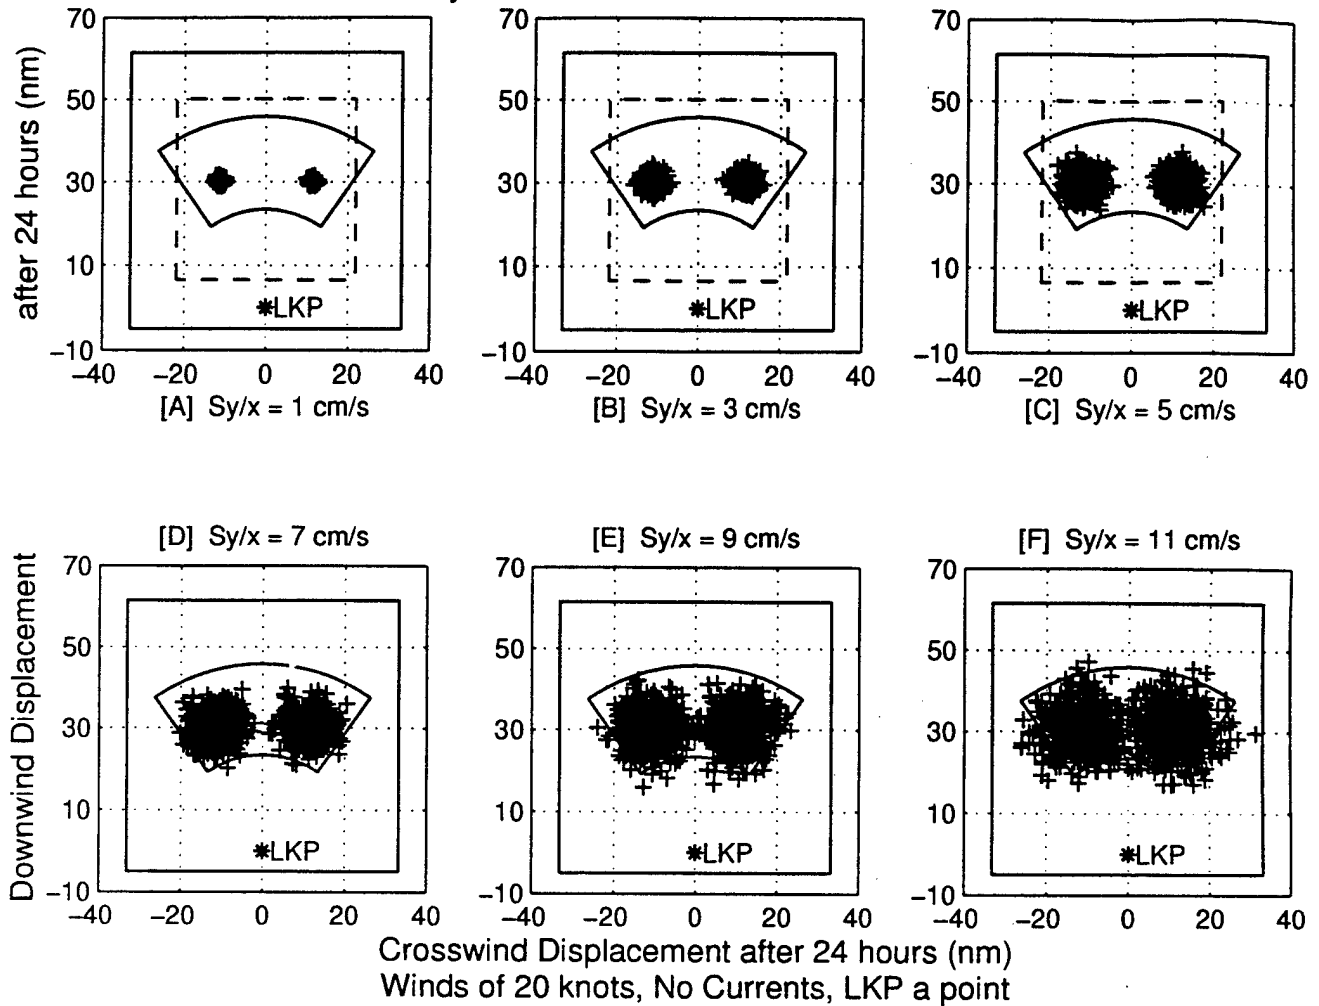 70 70 70
50 50 50
30 30 30
10 10 10
*LKP *LKP *LKP
−10 −10 −10
−40 −20 0 20 40 −40 −20 0 20 40 −40 −20 0 20 40
[A] Sy/x = 1 cm/s [B] Sy/x = 3 cm/s [C] Sy/x = 5 cm/s
after 24 hours (nm)
[D] Sy/x = 7 cm/s [E] Sy/x = 9 cm/s [F] Sy/x = 11 cm/s
70 70 70
50 50 50
30 30 30
10 10 10
*LKP *LKP *LKP
−10 −10 −10
−40 −20 0 20 40 −40 −20 0 20 40 −40 −20 0 20 40
Downwind Displacement
Crosswind Displacement after 24 hours (nm)
Winds of 20 knots, No Currents, LKP a point